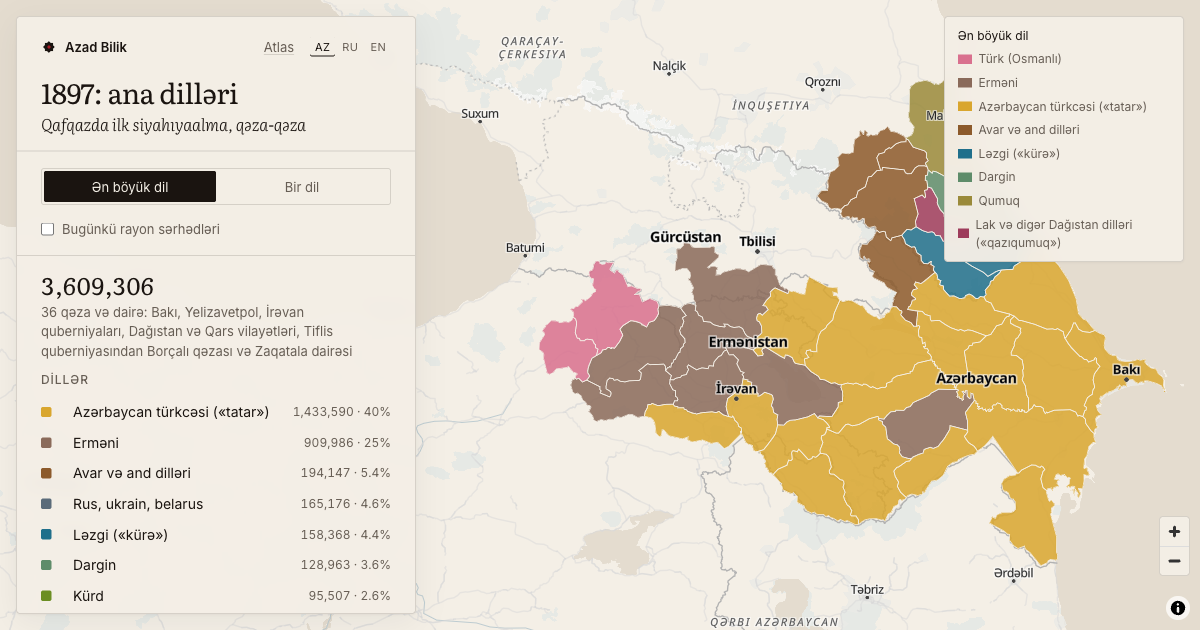 Azad Bilik
Atlas
AZ
RU
EN
1897: ana dilləri
Qafqazda ilk siyahıyaalma, qəza-qəza
Ən böyük dil
Bir dil
Bugünkü rayon sərhədləri
3,609,306
36 qəza və dairə: Bakı, Yelizavetpol, İrəvan
quberniyaları, Dağıstan və Qars vilayətləri, Tiflis
quberniyasından Borçalı qəzası və Zaqatala dairəsi
DİLLƏR
Azərbaycan türkcəsi («tatar») 1,433,590 · 40%
Erməni 909,986 · 25%
Avar və and dilləri 194,147 · 5.4%
Rus, ukrain, belarus 165,176 · 4.6%
Ləzgi («kürə») 158,368 · 4.4%
Dargin 128,963 · 3.6%
Kürd 95,507 · 2.6%
QARAÇAY-
ÇERKESIYA
Nalçik
Qroznı
İNQUŞETIYA
Suxum
Batumi
Gürcüstan
Tbilisi
Ermənistan
İrəvan
Azərbaycan
Bakı
Ərdəbil
Təbriz
QƏRBI AZƏRBAYCAN
Ən böyük dil
Türk (Osmanlı)
Erməni
Azərbaycan türkcəsi («tatar»)
Avar və and dilləri
Ləzgi («kürə»)
Dargin
Qumuq
Lak və digər Dağıstan dilləri
(«qazıqumuq»)